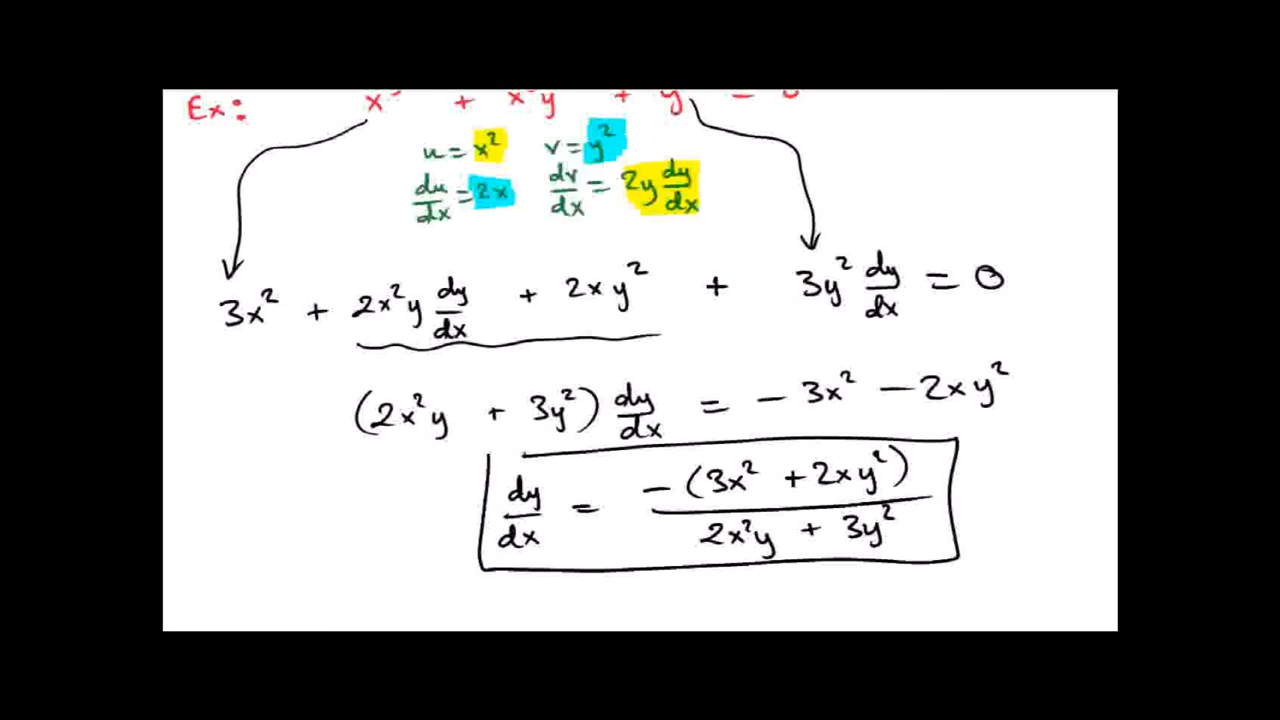 Ex: x + x y + y = 0
u = x² v = y²
du/dx = 2x dv/dx = 2y dy/dx
3x² + 2x²y dy/dx + 2xy² + 3y² dy/dx = 0
(2x²y + 3y²) dy/dx = - 3x² - 2xy²
dy/dx = -(3x² + 2xy²) / 2x²y + 3y²